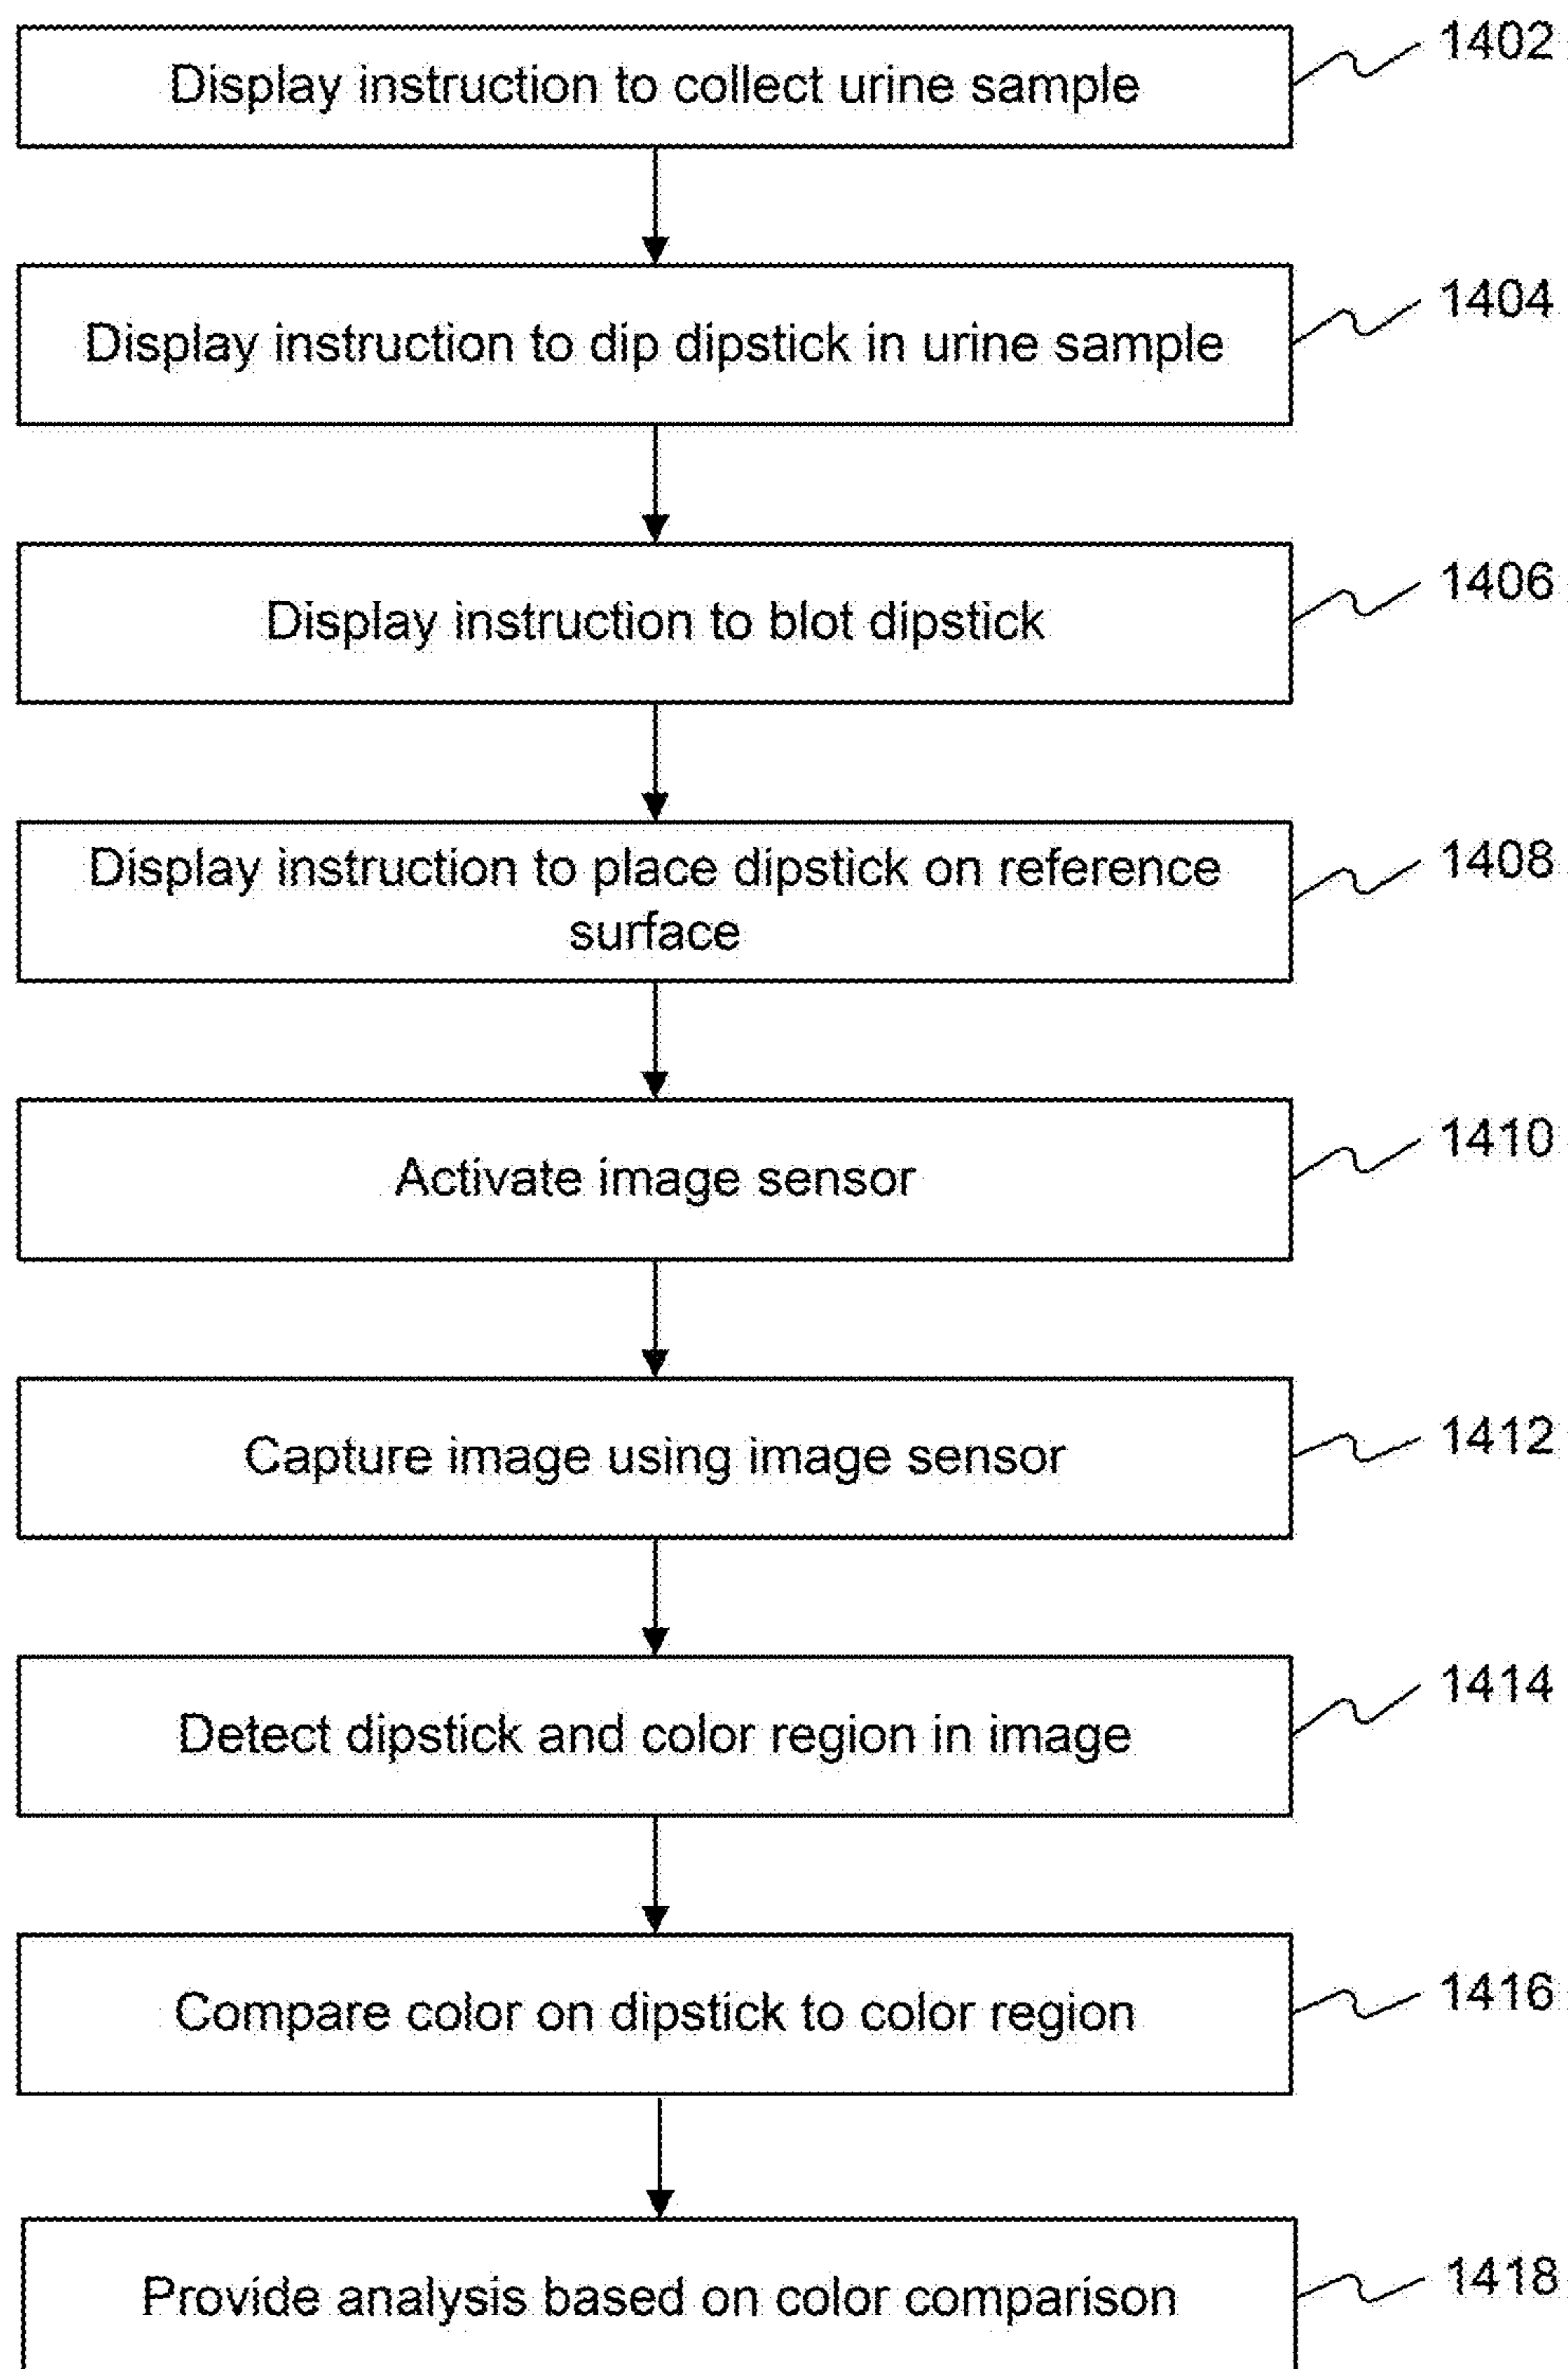 Display instruction to collect urine sample
1402
Display instruction to dip dipstick in urine sample
1404
Display instruction to blot dipstick
1406
Display instruction to place dipstick on reference
surface
1408
Activate image sensor
1410
Capture image using image sensor
1412
Detect dipstick and color region in image
1414
Compare color on dipstick to color region
1416
Provide analysis based on color comparison
1418